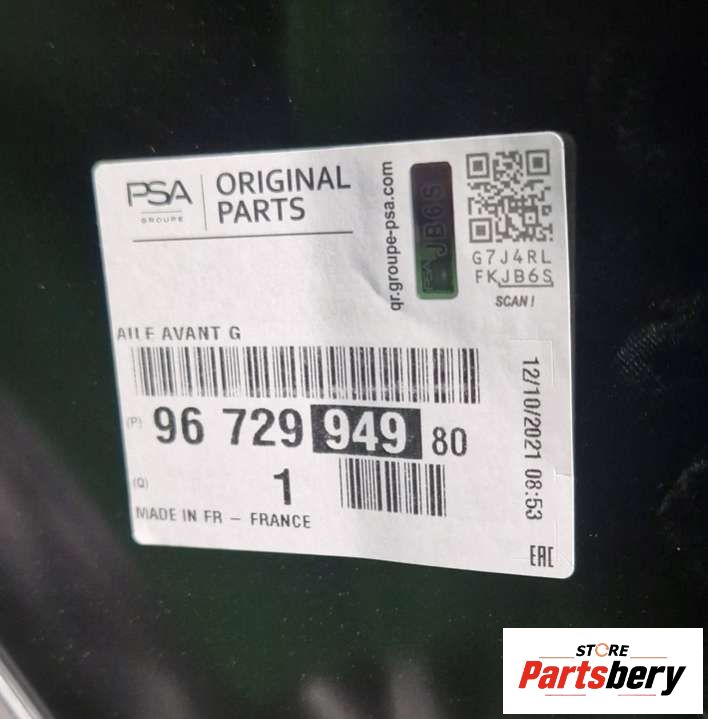 PSA
GROUPE
ORIGINAL
PARTS
qr.groupe-psa.com
PSA JB6S
G7J4RL
FKJB6S
SCAN!
AILE AVANT G
(P) 96 729 949 80
(Q) 1
MADE IN FR – FRANCE
12/10/2021 08:53
EAC
STORE
Partsbery